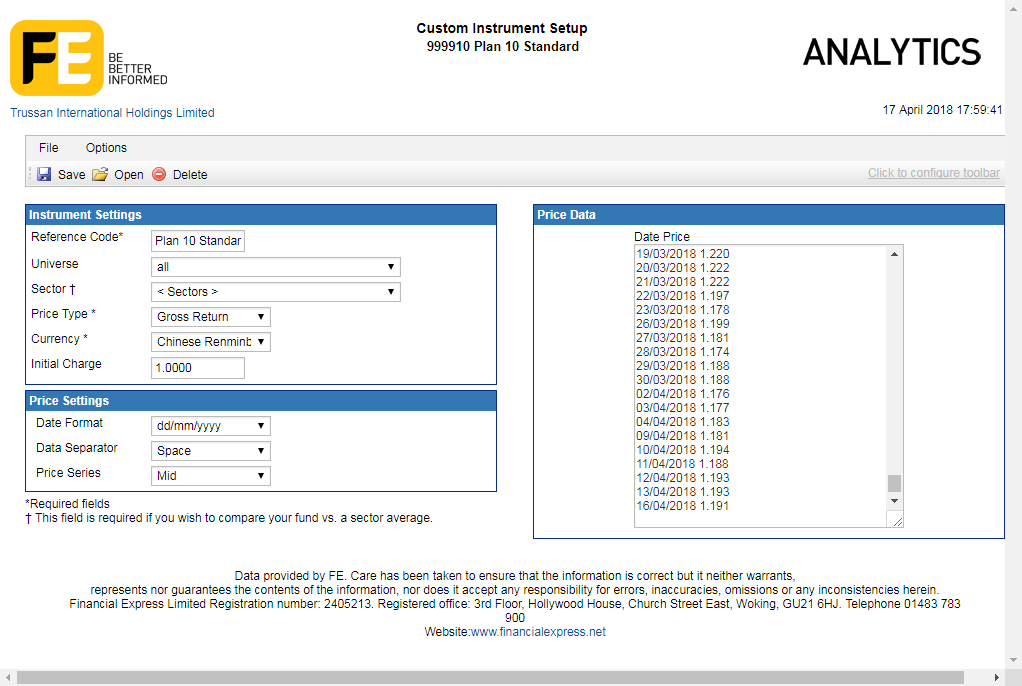 FE
BE
BETTER
INFORMED
Custom Instrument Setup
999910 Plan 10 Standard
ANALYTICS
Trussan International Holdings Limited
17 April 2018 17:59:41
File Options
Save Open Delete Click to configure toolbar
Instrument Settings
Reference Code* Plan 10 Standar
Universe all
Sector † < Sectors >
Price Type * Gross Return
Currency * Chinese Renminb
Initial Charge 1.0000
Price Settings
Date Format dd/mm/yyyy
Data Separator Space
Price Series Mid
*Required fields
† This field is required if you wish to compare your fund vs. a sector average.
Price Data
Date Price
19/03/2018 1.220
20/03/2018 1.222
21/03/2018 1.222
22/03/2018 1.197
23/03/2018 1.178
26/03/2018 1.199
27/03/2018 1.181
28/03/2018 1.174
29/03/2018 1.188
30/03/2018 1.188
02/04/2018 1.176
03/04/2018 1.177
04/04/2018 1.183
09/04/2018 1.181
10/04/2018 1.194
11/04/2018 1.188
12/04/2018 1.193
13/04/2018 1.193
16/04/2018 1.191
Data provided by FE. Care has been taken to ensure that the information is correct but it neither warrants,
represents nor guarantees the contents of the information, nor does it accept any responsibility for errors, inaccuracies, omissions or any inconsistencies herein.
Financial Express Limited Registration number: 2405213. Registered office: 3rd Floor, Hollywood House, Church Street East, Woking, GU21 6HJ. Telephone 01483 783
900
Website:www.financialexpress.net